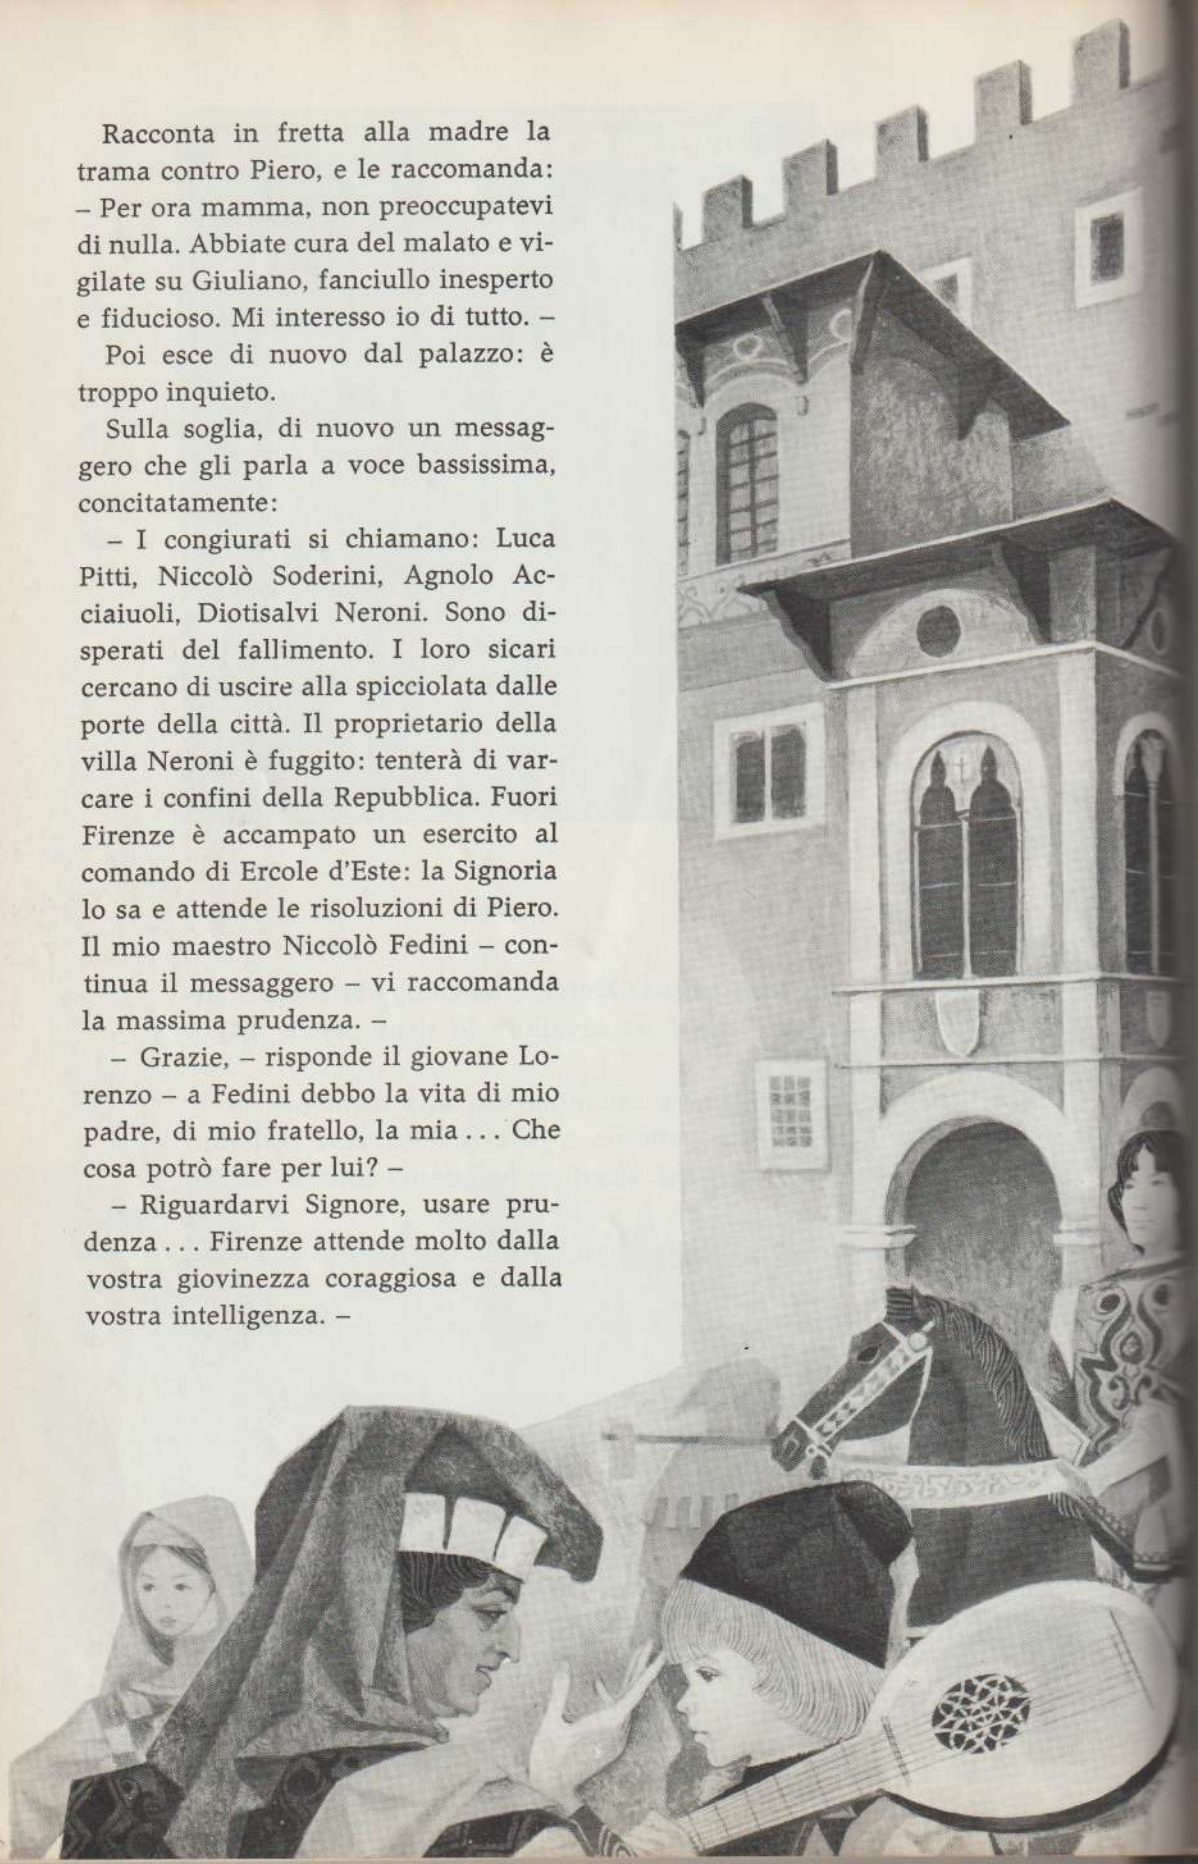 Racconta in fretta alla madre la
trama contro Piero, e le raccomanda:
– Per ora mamma, non preoccupatevi
di nulla. Abbiate cura del malato e vi-
gilate su Giuliano, fanciullo inesperto
e fiducioso. Mi interesso io di tutto. –
Poi esce di nuovo dal palazzo: è
troppo inquieto.
Sulla soglia, di nuovo un messag-
gero che gli parla a voce bassissima,
concitatamente:
– I congiurati si chiamano: Luca
Pitti, Niccolò Soderini, Agnolo Ac-
ciaiuoli, Diotisalvi Neroni. Sono di-
sperati del fallimento. I loro sicari
cercano di uscire alla spicciolata dalle
porte della città. Il proprietario della
villa Neroni è fuggito: tenterà di var-
care i confini della Repubblica. Fuori
Firenze è accampato un esercito al
comando di Ercole d'Este: la Signoria
lo sa e attende le risoluzioni di Piero.
Il mio maestro Niccolò Fedini – con-
tinua il messaggero – vi raccomanda
la massima prudenza. –
– Grazie, – risponde il giovane Lo-
renzo – a Fedini debbo la vita di mio
padre, di mio fratello, la mia... Che
cosa potrò fare per lui? –
– Riguardarvi Signore, usare pru-
denza... Firenze attende molto dalla
vostra giovinezza coraggiosa e dalla
vostra intelligenza. –